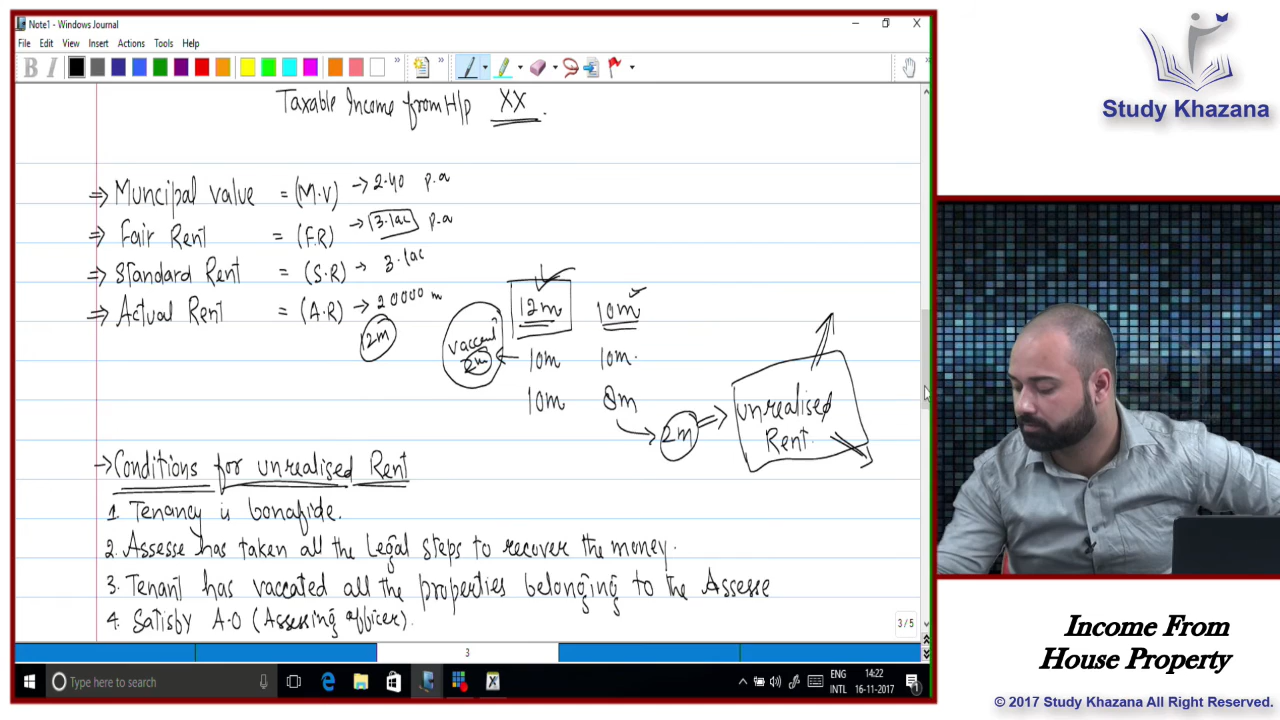 Note1 - Windows Journal
File Edit View Insert Actions Tools Help
Study Khazana
Taxable Income from H/p XX
⇒ Muncipal value = (M.V) → 2.40 p.a
⇒ Fair Rent = (F.R) → 3.lac p.a
⇒ Standard Rent = (S.R) → 3.lac
⇒ Actual Rent = (A.R) → 20000 m
12m
vaccent
2m
12m 10m
10m 10m
10m 8m
2m ⇒ unrealised
Rent.
→ Conditions for unrealised Rent
1. Tenancy is bonafide.
2. Assesse has taken all the Legal steps to recover the money.
3. Tenant has vaccated all the properties belonging to the Assesse
4. Satisby A.O (Assessing officer).
3 / 5
3
Type here to search
ENG
INTL
14:22
16-11-2017
Income From
House Property
© 2017 Study Khazana All Right Reserved.